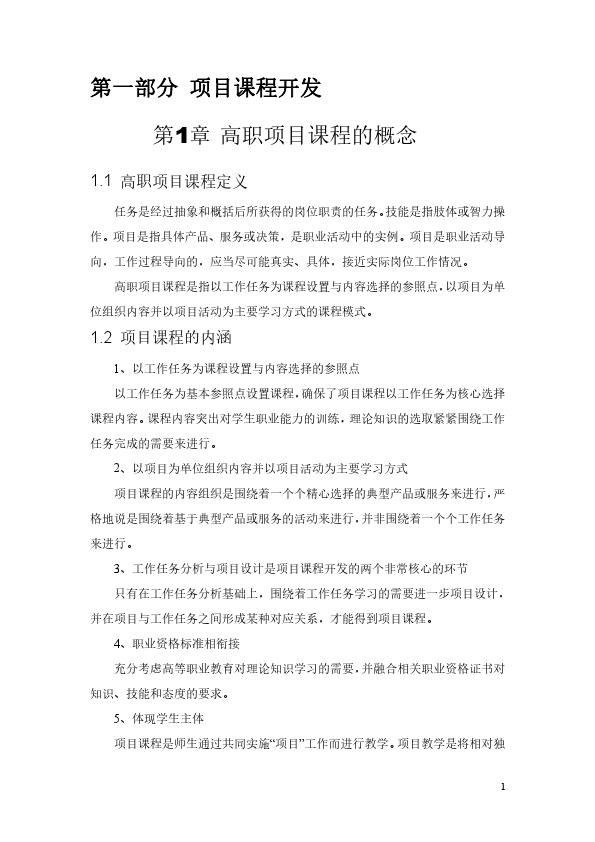 第一部分 项目课程开发
第1章 高职项目课程的概念
1.1 高职项目课程定义
任务是经过抽象和概括后所获得的岗位职责的任务。技能是指肢体或智力操
作。项目是指具体产品、服务或决策，是职业活动中的实例。项目是职业活动导
向，工作过程导向的，应当尽可能真实、具体，接近实际岗位工作情况。
高职项目课程是指以工作任务为课程设置与内容选择的参照点，以项目为单
位组织内容并以项目活动为主要学习方式的课程模式。
1.2 项目课程的内涵
1、以工作任务为课程设置与内容选择的参照点
以工作任务为基本参照点设置课程，确保了项目课程以工作任务为核心选择
课程内容。课程内容突出对学生职业能力的训练，理论知识的选取紧紧围绕工作
任务完成的需要来进行。
2、以项目为单位组织内容并以项目活动为主要学习方式
项目课程的内容组织是围绕着一个个精心选择的典型产品或服务来进行，严
格地说是围绕着基于典型产品或服务的活动来进行，并非围绕着一个个工作任务
来进行。
3、工作任务分析与项目设计是项目课程开发的两个非常核心的环节
只有在工作任务分析基础上，围绕着工作任务学习的需要进一步项目设计，
并在项目与工作任务之间形成某种对应关系，才能得到项目课程。
4、职业资格标准相衔接
充分考虑高等职业教育对理论知识学习的需要，并融合相关职业资格证书对
知识、技能和态度的要求。
5、体现学生主体
项目课程是师生通过共同实施“项目”工作而进行教学。项目教学是将相对独
1